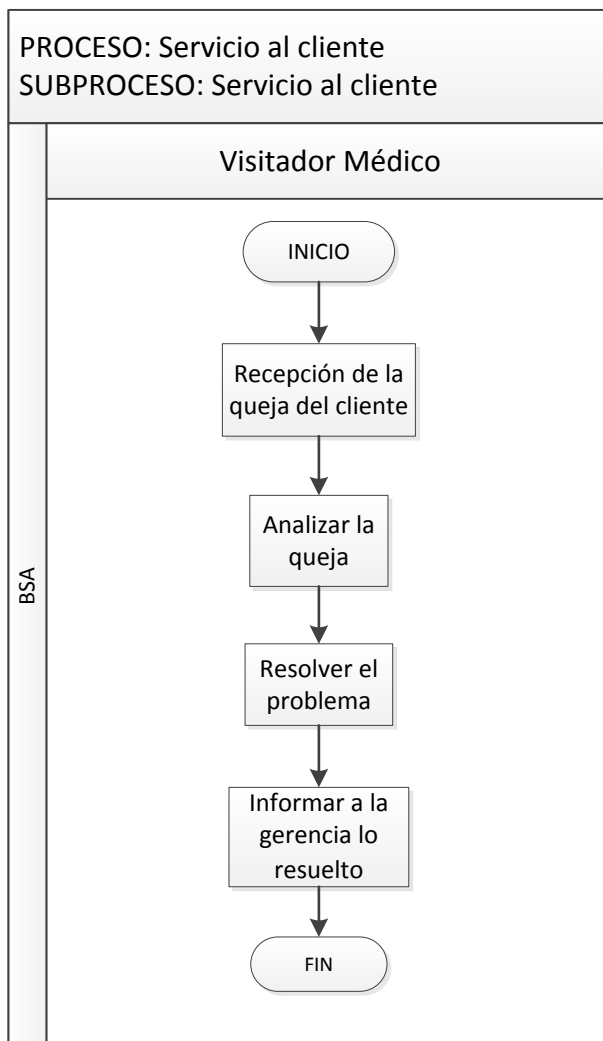 PROCESO: Servicio al cliente
SUBPROCESO: Servicio al cliente
Visitador Médico
BSA
INICIO
Recepción de la
queja del cliente
Analizar la
queja
Resolver el
problema
Informar a la
gerencia lo
resuelto
FIN